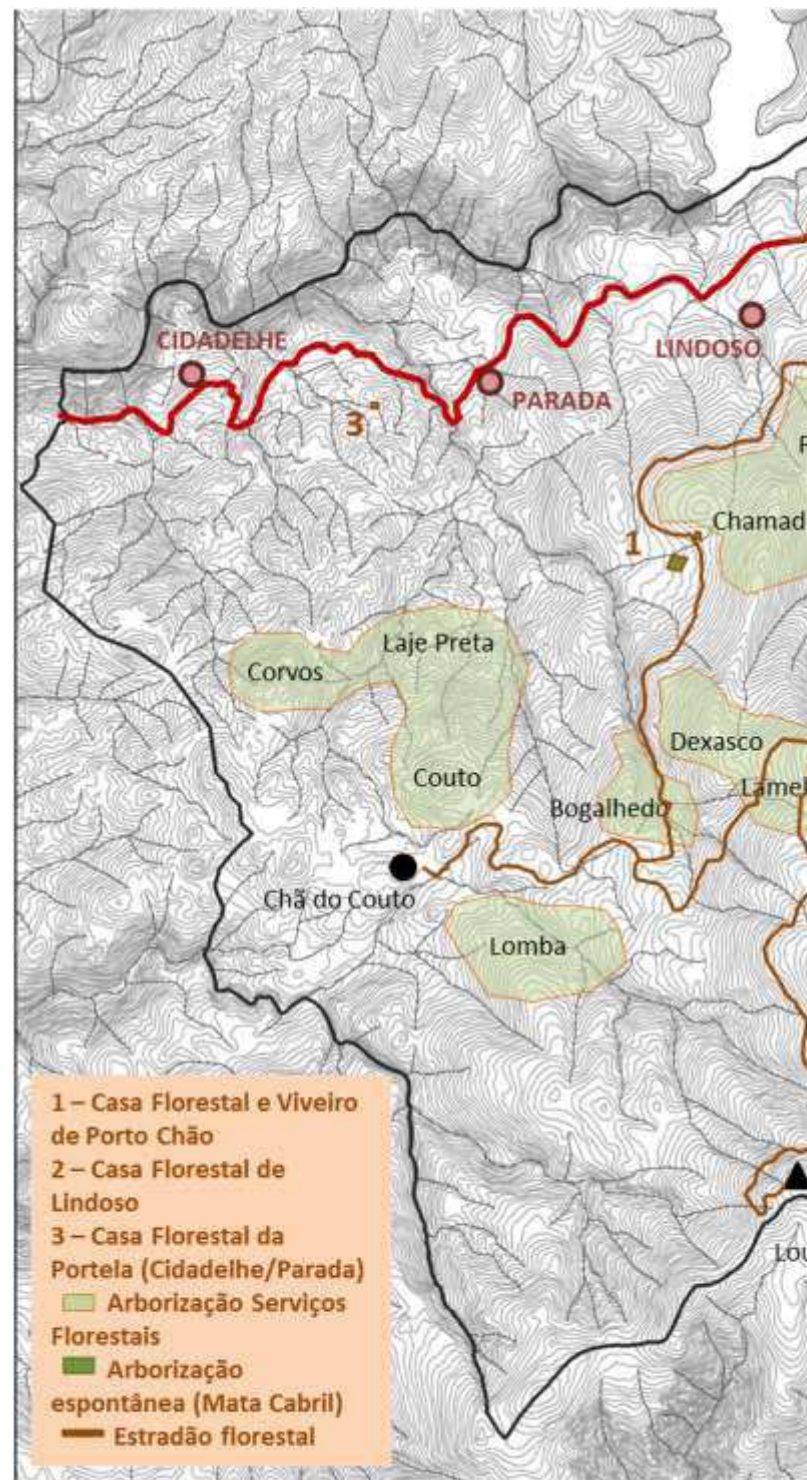 CIDADELHE
LINDOSO
PARADA
3
Chamad
1
Laje Preta
Corvos
Dexasco
Couto
Lamel
Bogalhedo
Chã do Couto
Lomba
1 – Casa Florestal e Viveiro
de Porto Chão
2 – Casa Florestal de
Lindoso
3 – Casa Florestal da
Portela (Cidadelhe/Parada)
Arborização Serviços
Florestais
Arborização
espontânea (Mata Cabril)
Estradão florestal
Lou